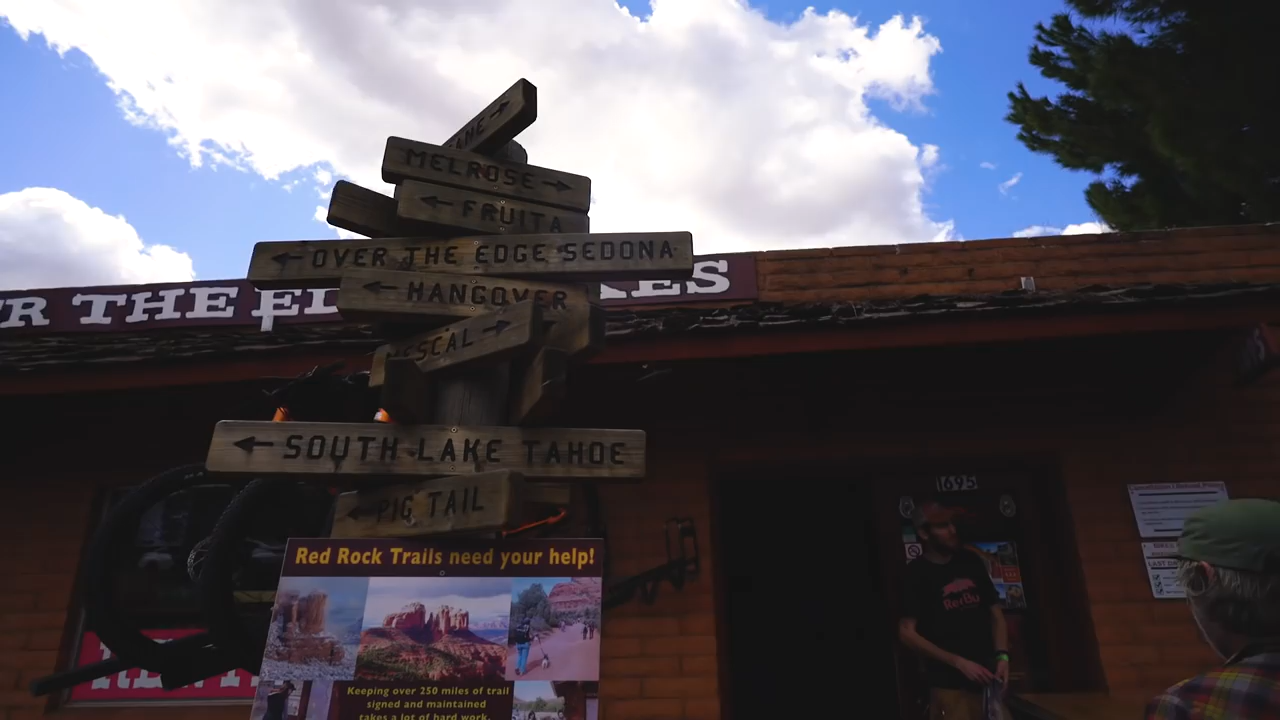 MELROSE
FRUITA
OVER THE EDGE SEDONA
HANGOVER
SOUTH LAKE TAHOE
PIG TAIL
THE
Red Rock Trails need your help!
Keeping over 250 miles of trail
signed and maintained
takes a lot of hard work.
1695